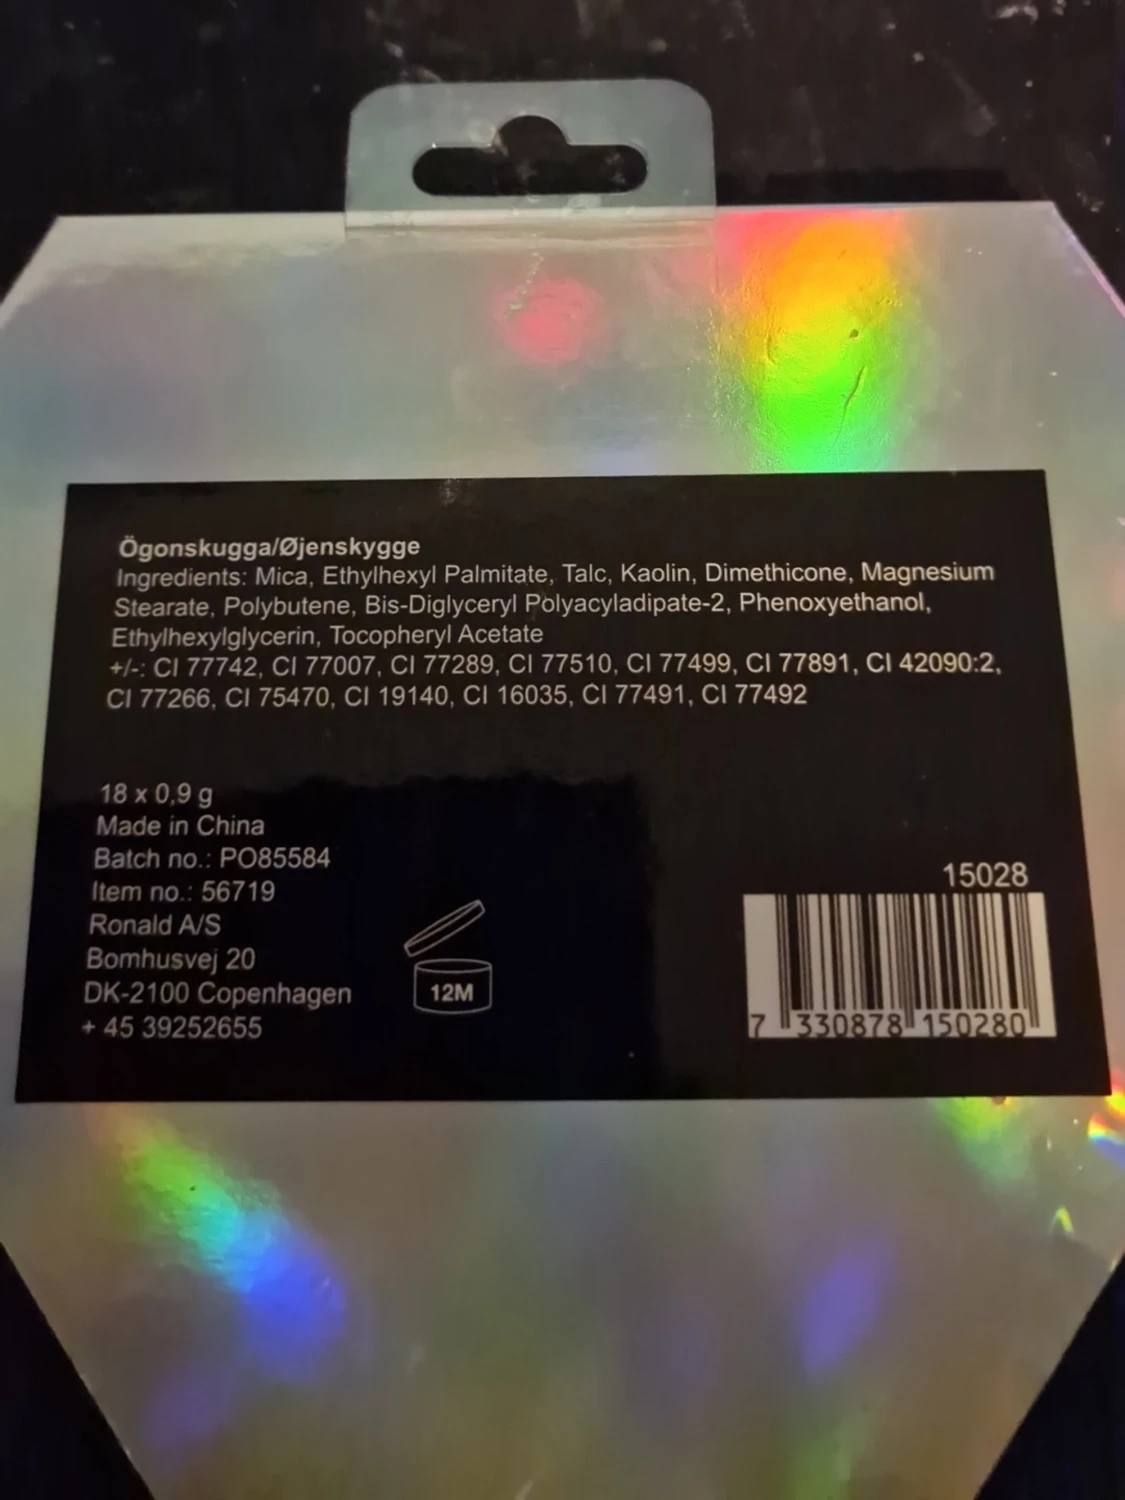 Ögonskugga/Øjenskygge
Ingredients: Mica, Ethylhexyl Palmitate, Talc, Kaolin, Dimethicone, Magnesium
Stearate, Polybutene, Bis-Diglyceryl Polyacyladipate-2, Phenoxyethanol,
Ethylhexylglycerin, Tocopheryl Acetate
+/-: CI 77742, CI 77007, CI 77289, CI 77510, CI 77499, CI 77891, CI 42090:2,
CI 77266, CI 75470, CI 19140, CI 16035, CI 77491, CI 77492
18 x 0,9 g
Made in China
Batch no.: PO85584
Item no.: 56719
Ronald A/S
Bomhusvej 20
DK-2100 Copenhagen
+ 45 39252655
12M
15028
7 330878 150280